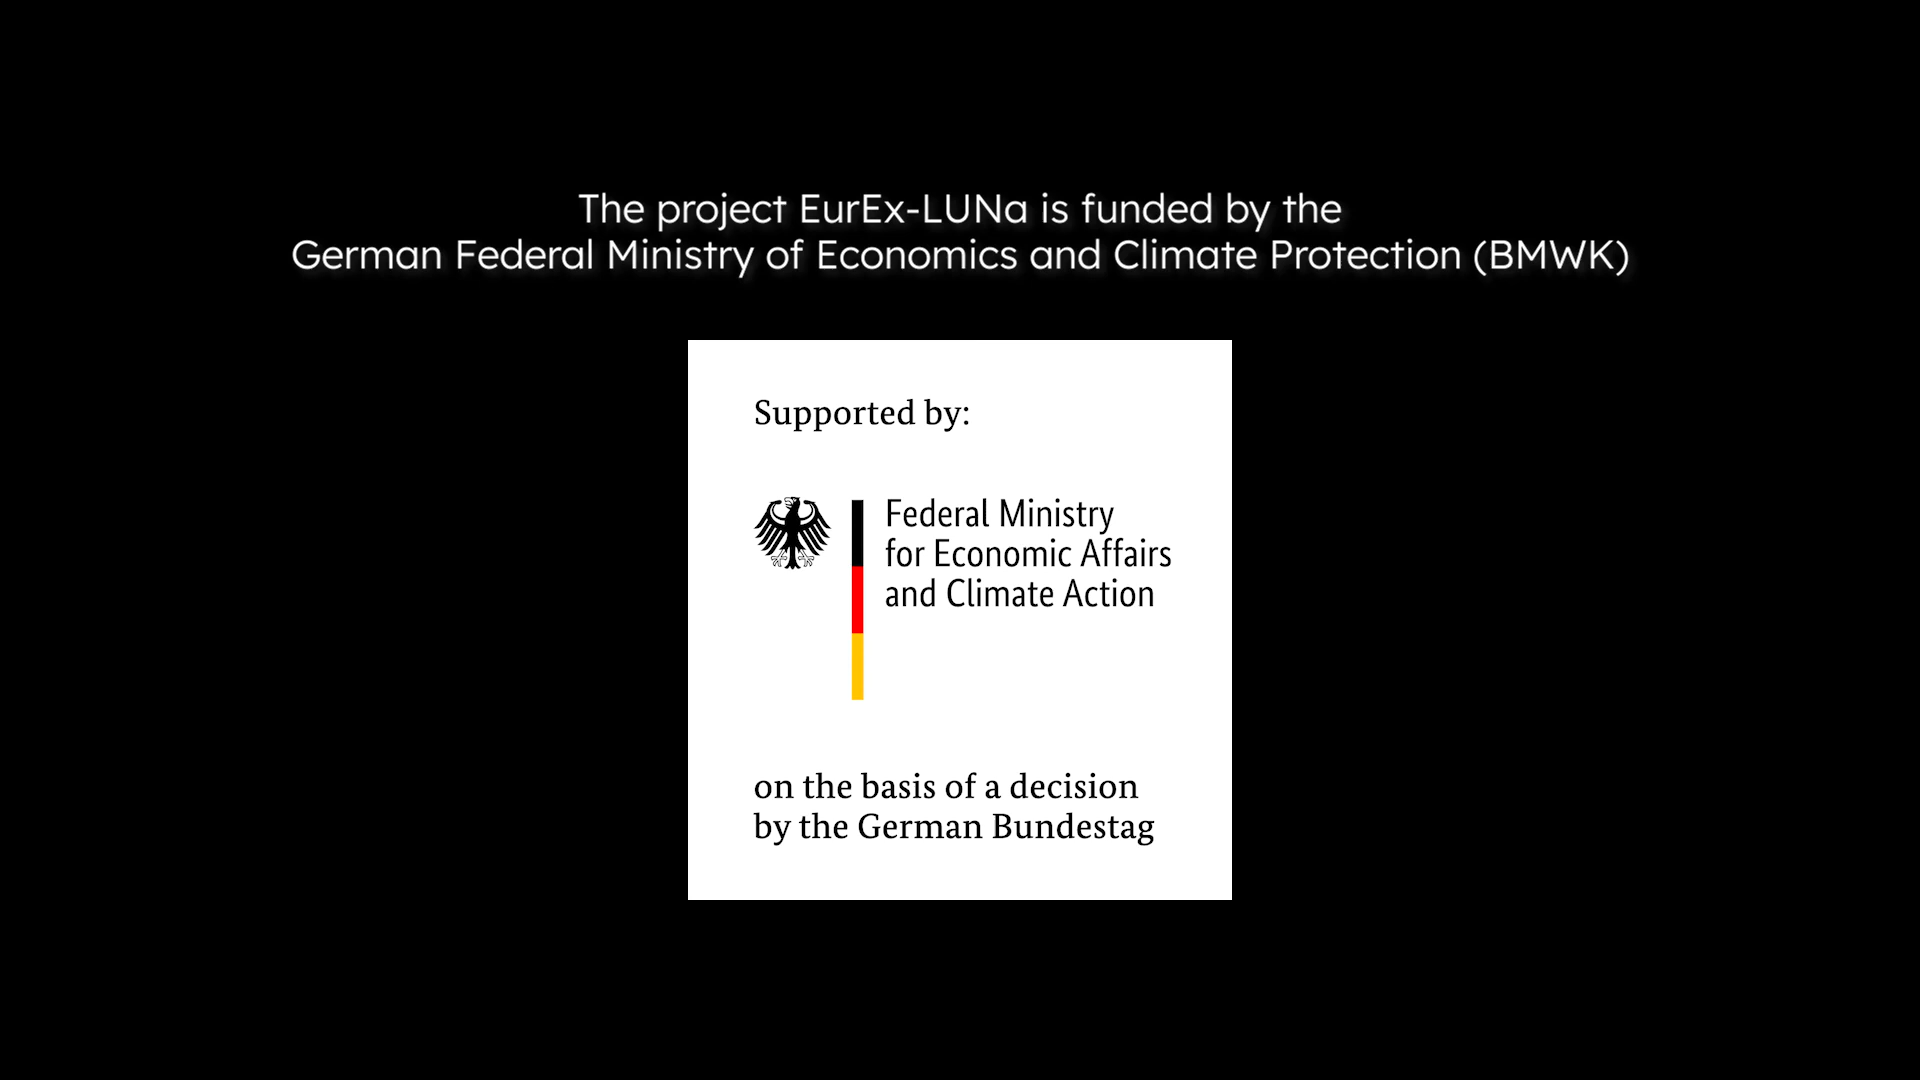 The project EurEx-LUNa is funded by the
German Federal Ministry of Economics and Climate Protection (BMWK)
Supported by:
Federal Ministry
for Economic Affairs
and Climate Action
on the basis of a decision
by the German Bundestag